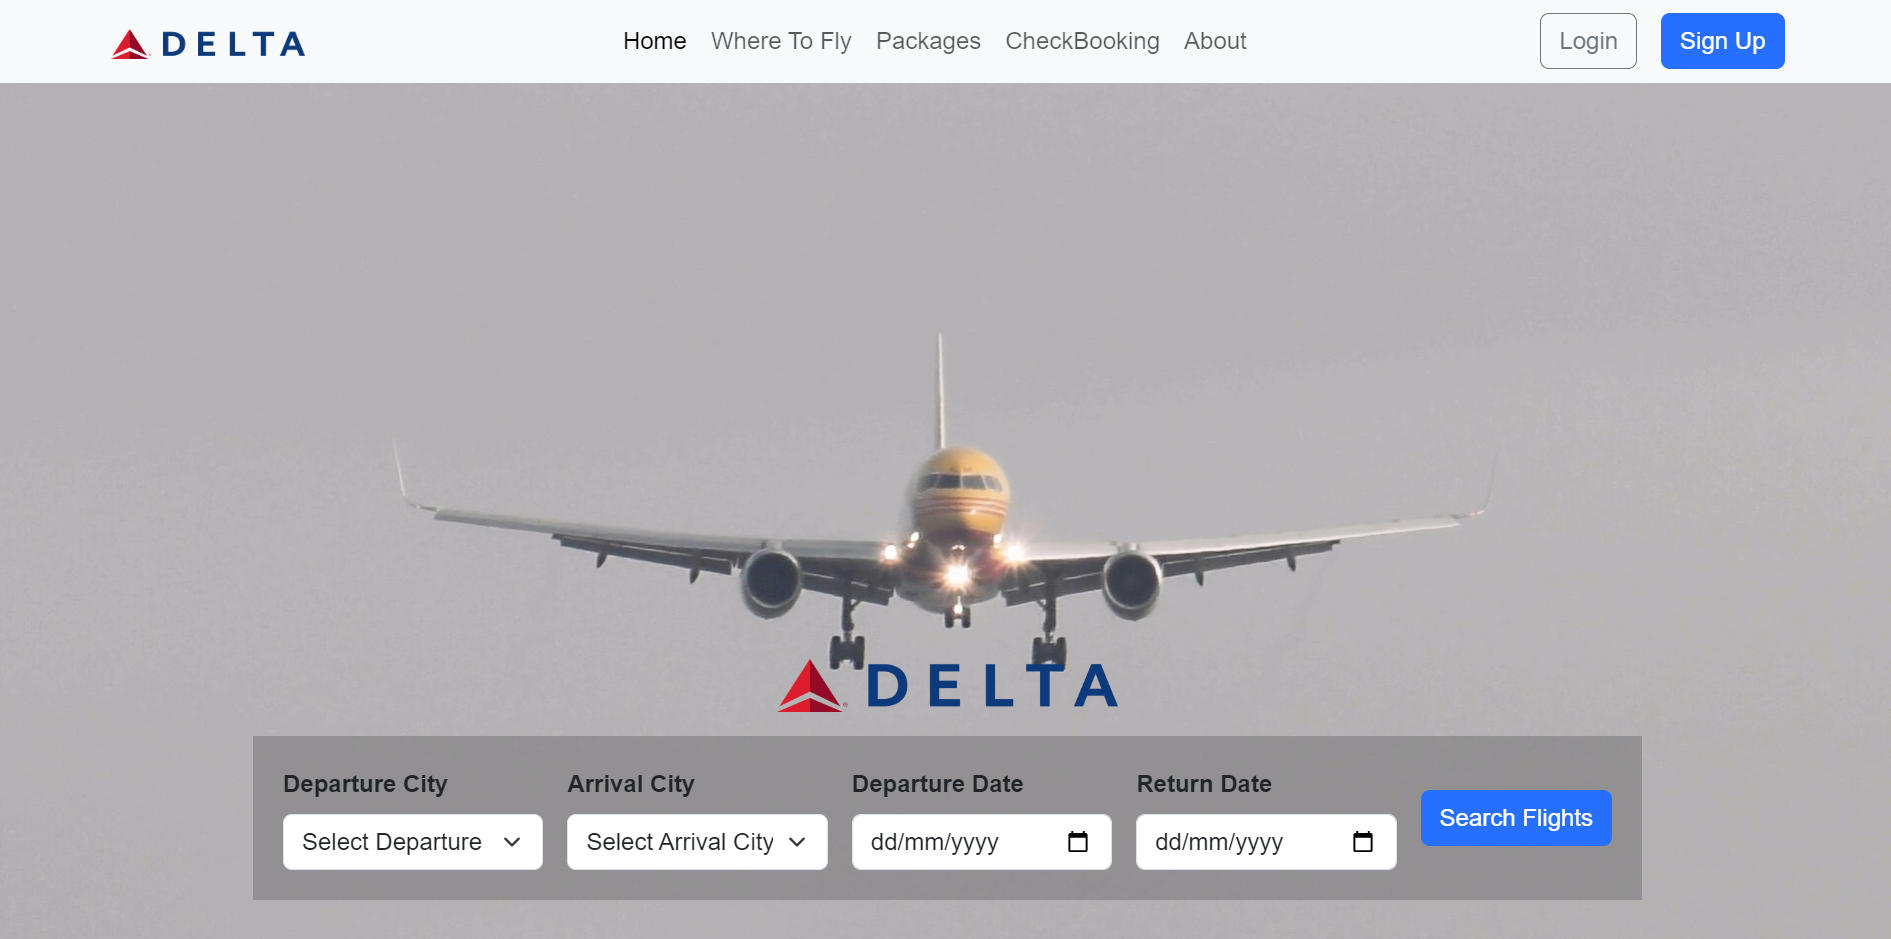 DELTA
Home Where To Fly Packages CheckBooking About
Login Sign Up
DELTA
Departure City Arrival City Departure Date Return Date
Select Departure Select Arrival City dd/mm/yyyy dd/mm/yyyy Search Flights